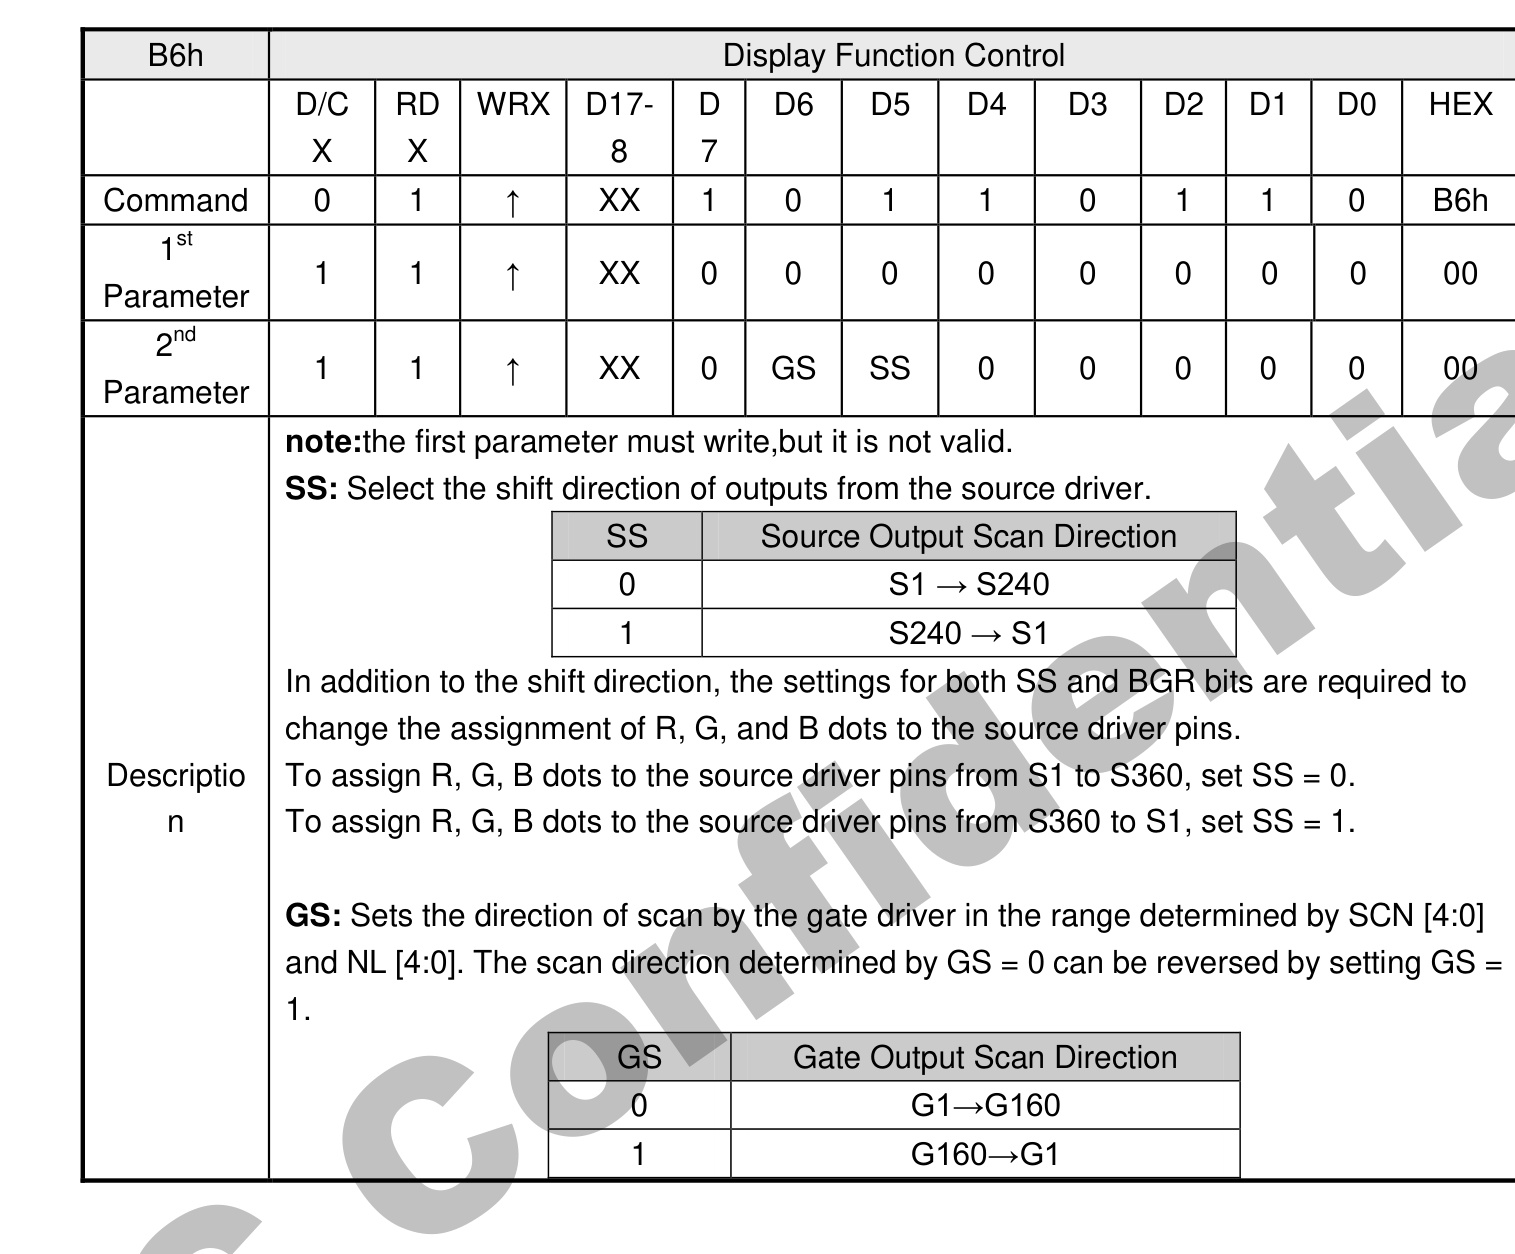 B6h Display Function Control
D/C RD WRX D17- D D6 D5 D4 D3 D2 D1 D0 HEX
X X 8 7
Command 0 1 ↑ XX 1 0 1 1 0 1 1 0 B6h
1st
Parameter 1 1 ↑ XX 0 0 0 0 0 0 0 0 00
2nd
Parameter 1 1 ↑ XX 0 GS SS 0 0 0 0 0 00
note:the first parameter must write,but it is not valid.
SS: Select the shift direction of outputs from the source driver.
SS Source Output Scan Direction
0 S1 → S240
1 S240 → S1
In addition to the shift direction, the settings for both SS and BGR bits are required to
change the assignment of R, G, and B dots to the source driver pins.
Descriptio
n
To assign R, G, B dots to the source driver pins from S1 to S360, set SS = 0.
To assign R, G, B dots to the source driver pins from S360 to S1, set SS = 1.
GS: Sets the direction of scan by the gate driver in the range determined by SCN [4:0]
and NL [4:0]. The scan direction determined by GS = 0 can be reversed by setting GS =
1.
GS Gate Output Scan Direction
0 G1→G160
1 G160→G1
Confidentia